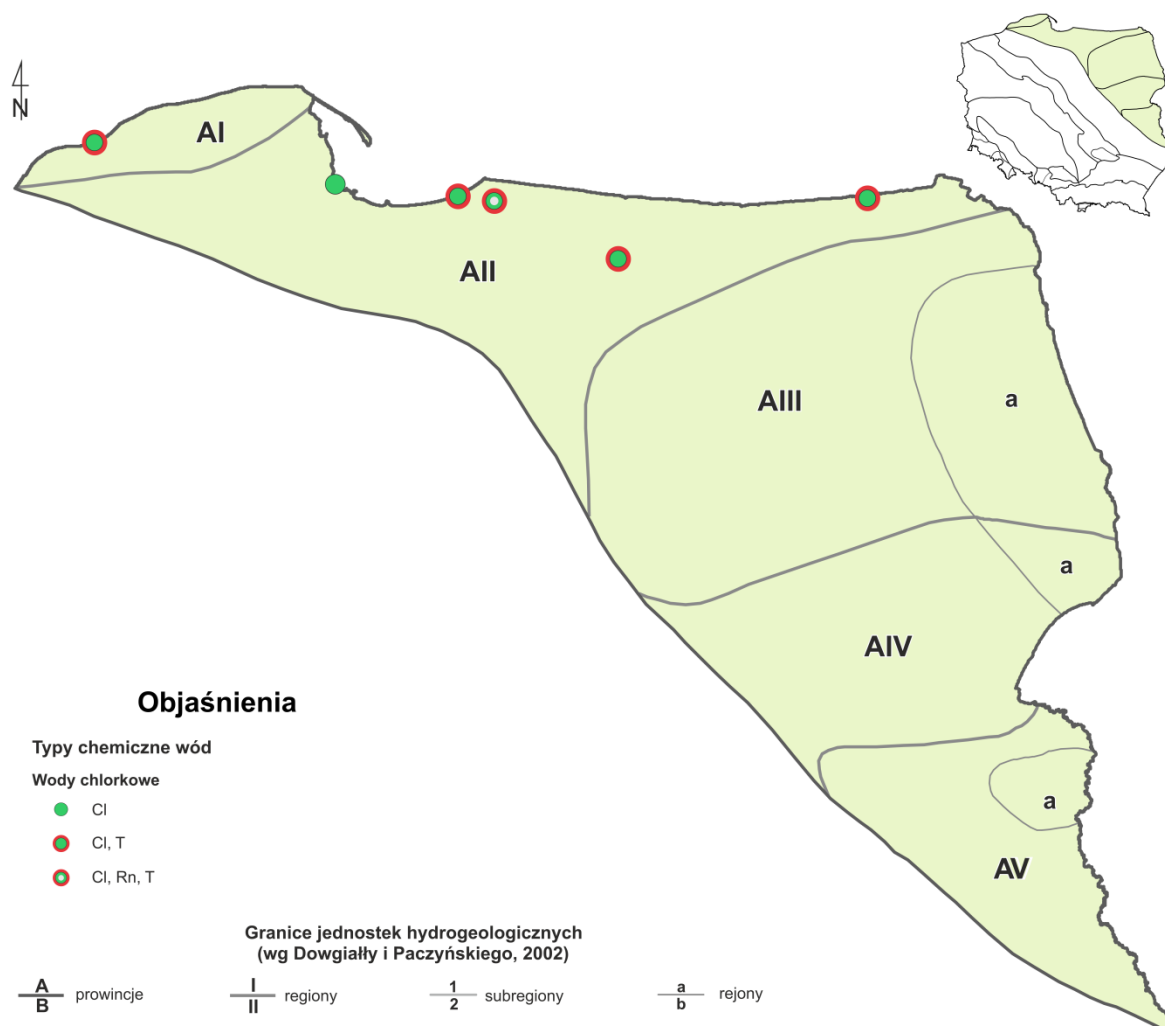 N
AI
AII
AIII
a
a
AIV
a
AV
Objaśnienia
Typy chemiczne wód
Wody chlorkowe
Cl
Cl, T
Cl, Rn, T
Granice jednostek hydrogeologicznych
(wg Dowgiałły i Paczyńskiego, 2002)
A
B
prowincje
I
II
regiony
1
2
subregiony
a
b
rejony